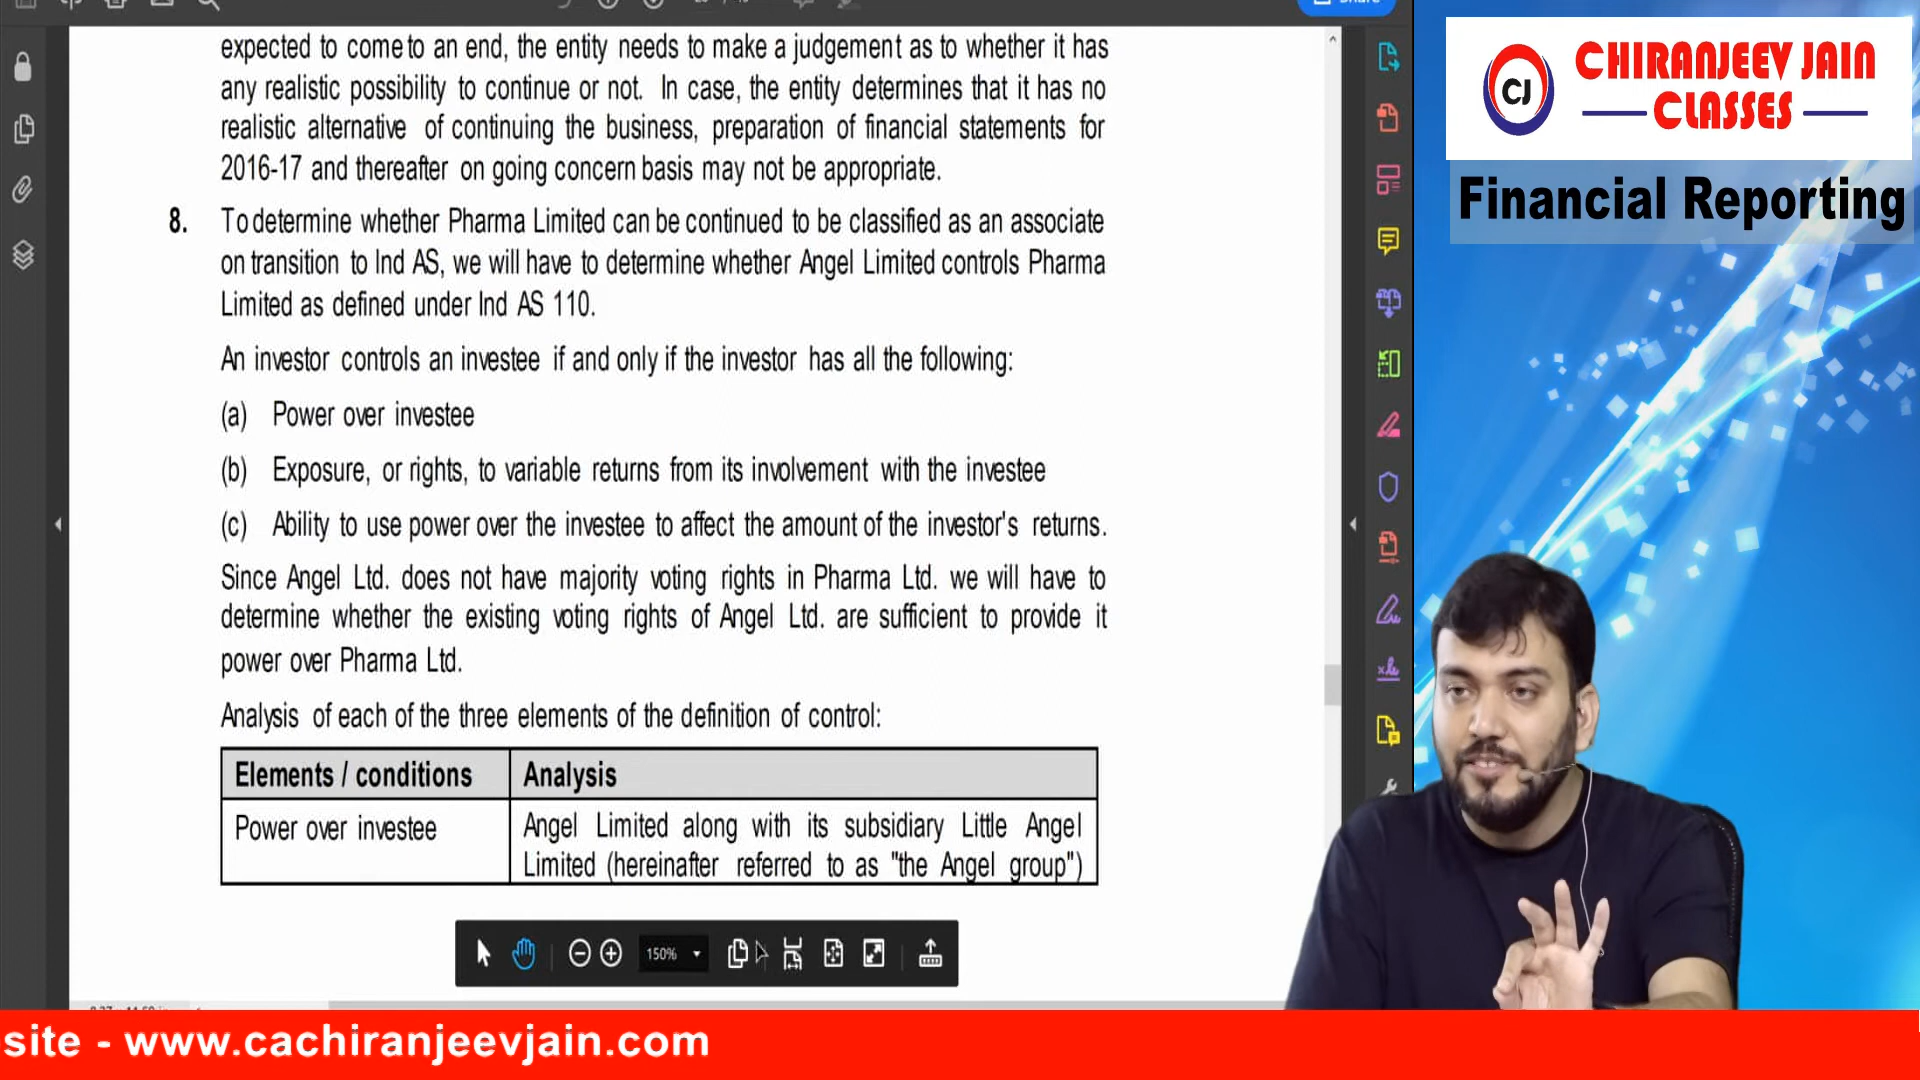 expected to come to an end, the entity needs to make a judgement as to whether it has
any realistic possibility to continue or not. In case, the entity determines that it has no
realistic alternative of continuing the business, preparation of financial statements for
2016-17 and thereafter on going concern basis may not be appropriate.
8. To determine whether Pharma Limited can be continued to be classified as an associate
on transition to Ind AS, we will have to determine whether Angel Limited controls Pharma
Limited as defined under Ind AS 110.
An investor controls an investee if and only if the investor has all the following:
(a) Power over investee
(b) Exposure, or rights, to variable returns from its involvement with the investee
(c) Ability to use power over the investee to affect the amount of the investor's returns.
Since Angel Ltd. does not have majority voting rights in Pharma Ltd. we will have to
determine whether the existing voting rights of Angel Ltd. are sufficient to provide it
power over Pharma Ltd.
Analysis of each of the three elements of the definition of control:
Elements / conditions
Analysis
Power over investee
Angel Limited along with its subsidiary Little Angel
Limited (hereinafter referred to as "the Angel group")
150%
CJ
CHIRANJEEV JAIN
CLASSES
Financial Reporting
site - www.cachiranjeevjain.com